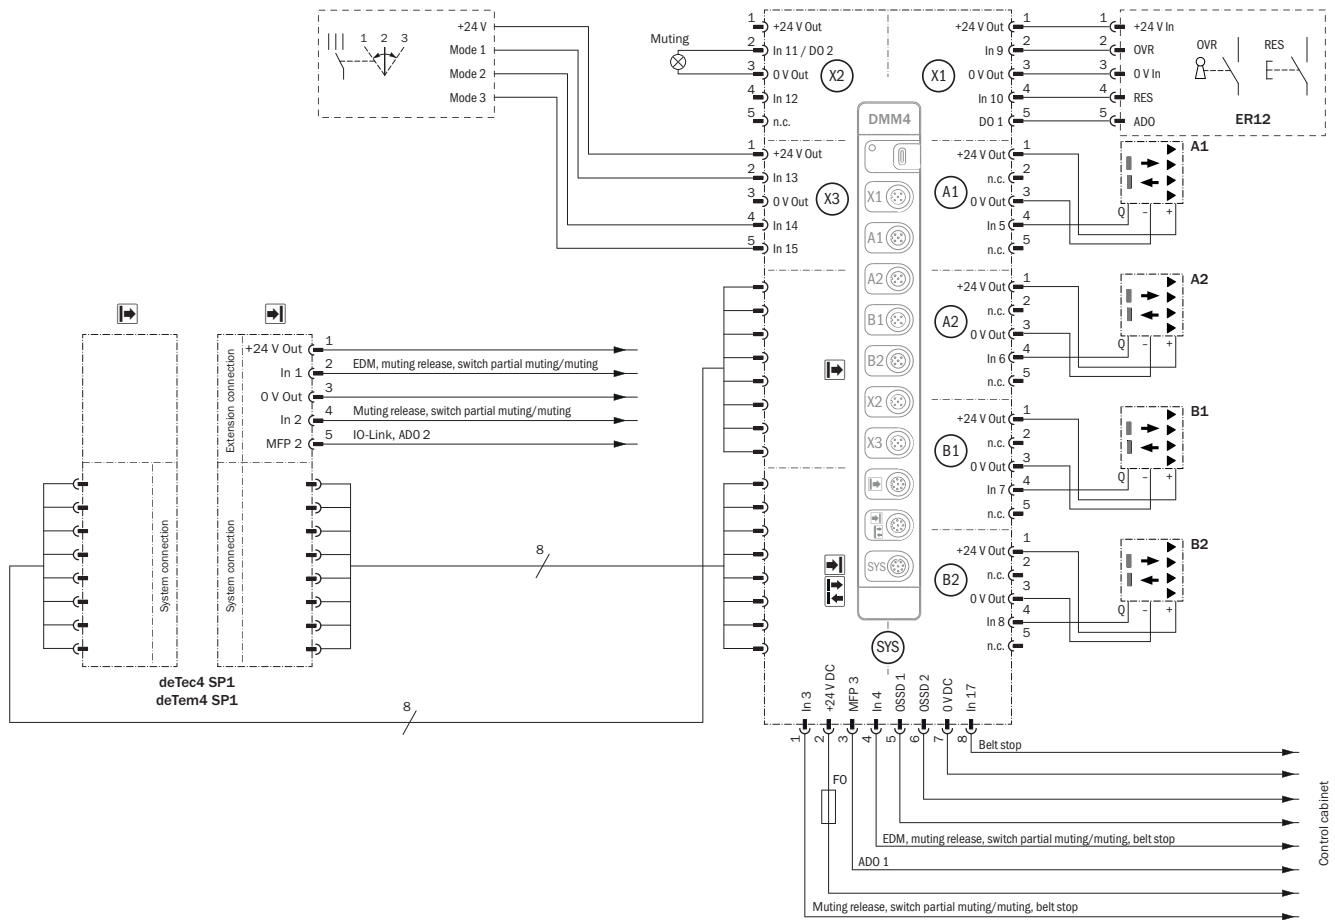 +24 V
Mode 1
Mode 2
Mode 3
1 2 3
Muting
1 +24 V Out
2 In 11 / DO 2
3 0 V Out
4 In 12
5 n.c.
X2
X1
+24 V Out 1
In 9 2
0 V Out 3
In 10 4
DO 1 5
1 +24 V In
2 OVR
3 0 V In
4 RES
5 ADO
OVR
RES
ER12
1 +24 V Out
2 In 13
3 0 V Out
4 In 14
5 In 15
X3
DMM4
X1
A1
A2
B1
B2
X2
X3
SYS
A1
+24 V Out 1
n.c. 2
0 V Out 3
In 5 4
n.c. 5
Q – +
A1
A2
+24 V Out 1
n.c. 2
0 V Out 3
In 6 4
n.c. 5
Q – +
A2
B1
+24 V Out 1
n.c. 2
0 V Out 3
In 7 4
n.c. 5
Q – +
B1
B2
+24 V Out 1
n.c. 2
0 V Out 3
In 8 4
n.c. 5
Q – +
B2
Extension connection
+24 V Out 1
In 1 2 EDM, muting release, switch partial muting/muting
0 V Out 3
In 2 4 Muting release, switch partial muting/muting
MFP 2 5 IO-Link, ADO 2
System connection
System connection
8
deTec4 SP1
deTem4 SP1
8
SYS
In 3
+24 V DC
MFP 3
In 4
OSSD 1
OSSD 2
0 V DC
In 17
1 2 3 4 5 6 7 8
Belt stop
F0
EDM, muting release, switch partial muting/muting, belt stop
ADO 1
Muting release, switch partial muting/muting, belt stop
Control cabinet